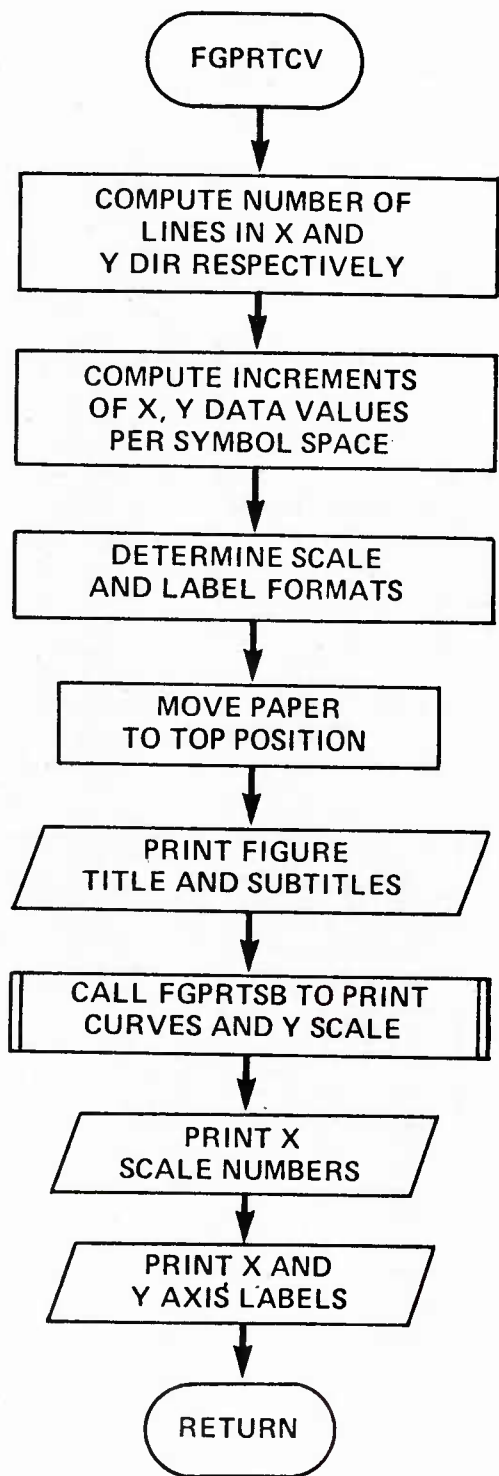 FGPRTCV
COMPUTE NUMBER OF
LINES IN X AND
Y DIR RESPECTIVELY
COMPUTE INCREMENTS
OF X, Y DATA VALUES
PER SYMBOL SPACE
DETERMINE SCALE
AND LABEL FORMATS
MOVE PAPER
TO TOP POSITION
PRINT FIGURE
TITLE AND SUBTITLES
CALL FGPRTSB TO PRINT
CURVES AND Y SCALE
PRINT X
SCALE NUMBERS
PRINT X AND
Y AXIS LABELS
RETURN